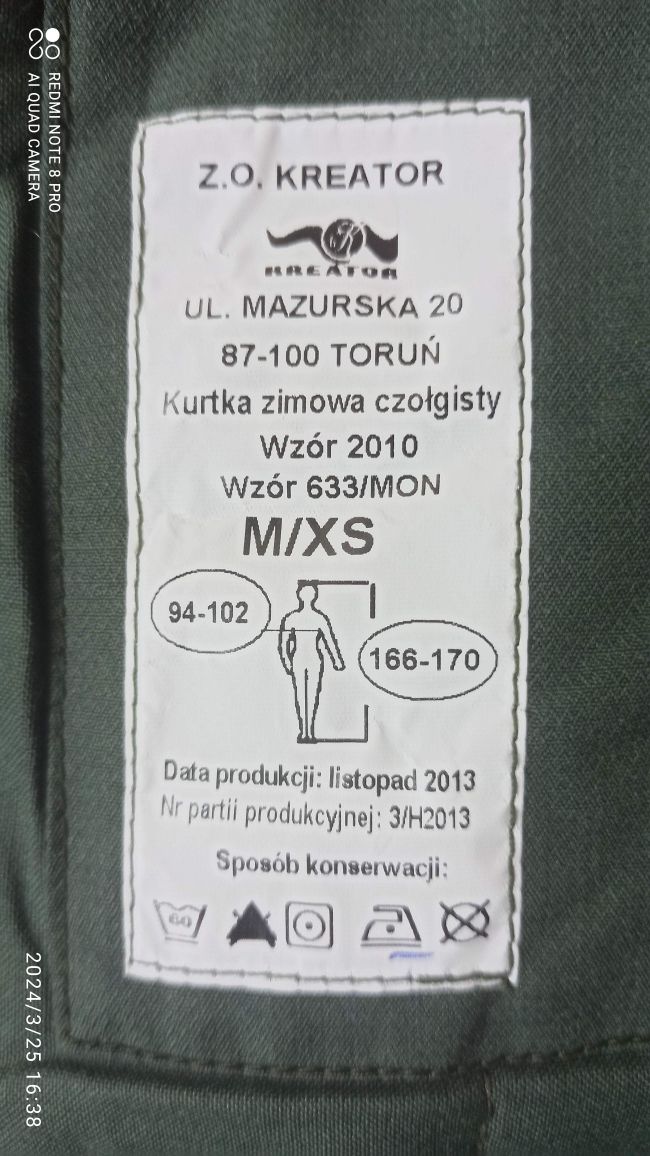 Z.O. KREATOR
K
KREATOR
UL. MAZURSKA 20
87-100 TORUŃ
Kurtka zimowa czołgisty
Wzór 2010
Wzór 633/MON
M/XS
94-102
166-170
Data produkcji: listopad 2013
Nr partii produkcyjnej: 3/H2013
Sposób konserwacji:
60
REDMI NOTE 8 PRO
AI QUAD CAMERA
2024/3/25 16:38